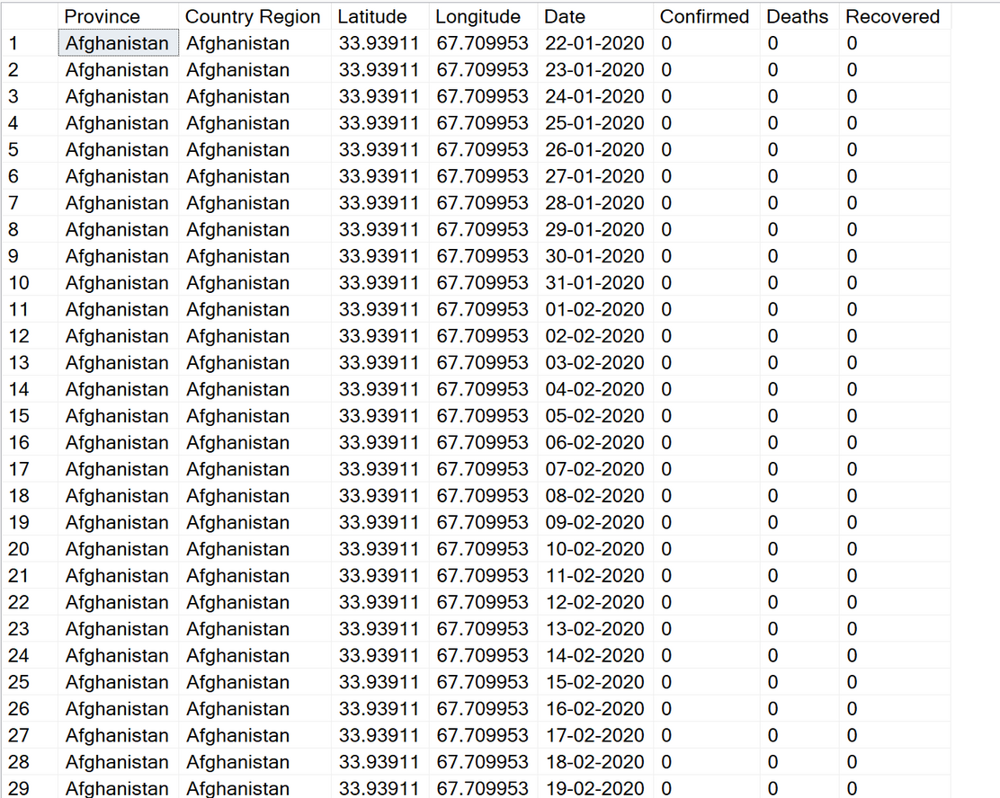 Province Country Region Latitude Longitude Date Confirmed Deaths Recovered
1 Afghanistan Afghanistan 33.93911 67.709953 22-01-2020 0 0 0
2 Afghanistan Afghanistan 33.93911 67.709953 23-01-2020 0 0 0
3 Afghanistan Afghanistan 33.93911 67.709953 24-01-2020 0 0 0
4 Afghanistan Afghanistan 33.93911 67.709953 25-01-2020 0 0 0
5 Afghanistan Afghanistan 33.93911 67.709953 26-01-2020 0 0 0
6 Afghanistan Afghanistan 33.93911 67.709953 27-01-2020 0 0 0
7 Afghanistan Afghanistan 33.93911 67.709953 28-01-2020 0 0 0
8 Afghanistan Afghanistan 33.93911 67.709953 29-01-2020 0 0 0
9 Afghanistan Afghanistan 33.93911 67.709953 30-01-2020 0 0 0
10 Afghanistan Afghanistan 33.93911 67.709953 31-01-2020 0 0 0
11 Afghanistan Afghanistan 33.93911 67.709953 01-02-2020 0 0 0
12 Afghanistan Afghanistan 33.93911 67.709953 02-02-2020 0 0 0
13 Afghanistan Afghanistan 33.93911 67.709953 03-02-2020 0 0 0
14 Afghanistan Afghanistan 33.93911 67.709953 04-02-2020 0 0 0
15 Afghanistan Afghanistan 33.93911 67.709953 05-02-2020 0 0 0
16 Afghanistan Afghanistan 33.93911 67.709953 06-02-2020 0 0 0
17 Afghanistan Afghanistan 33.93911 67.709953 07-02-2020 0 0 0
18 Afghanistan Afghanistan 33.93911 67.709953 08-02-2020 0 0 0
19 Afghanistan Afghanistan 33.93911 67.709953 09-02-2020 0 0 0
20 Afghanistan Afghanistan 33.93911 67.709953 10-02-2020 0 0 0
21 Afghanistan Afghanistan 33.93911 67.709953 11-02-2020 0 0 0
22 Afghanistan Afghanistan 33.93911 67.709953 12-02-2020 0 0 0
23 Afghanistan Afghanistan 33.93911 67.709953 13-02-2020 0 0 0
24 Afghanistan Afghanistan 33.93911 67.709953 14-02-2020 0 0 0
25 Afghanistan Afghanistan 33.93911 67.709953 15-02-2020 0 0 0
26 Afghanistan Afghanistan 33.93911 67.709953 16-02-2020 0 0 0
27 Afghanistan Afghanistan 33.93911 67.709953 17-02-2020 0 0 0
28 Afghanistan Afghanistan 33.93911 67.709953 18-02-2020 0 0 0
29 Afghanistan Afghanistan 33.93911 67.709953 19-02-2020 0 0 0